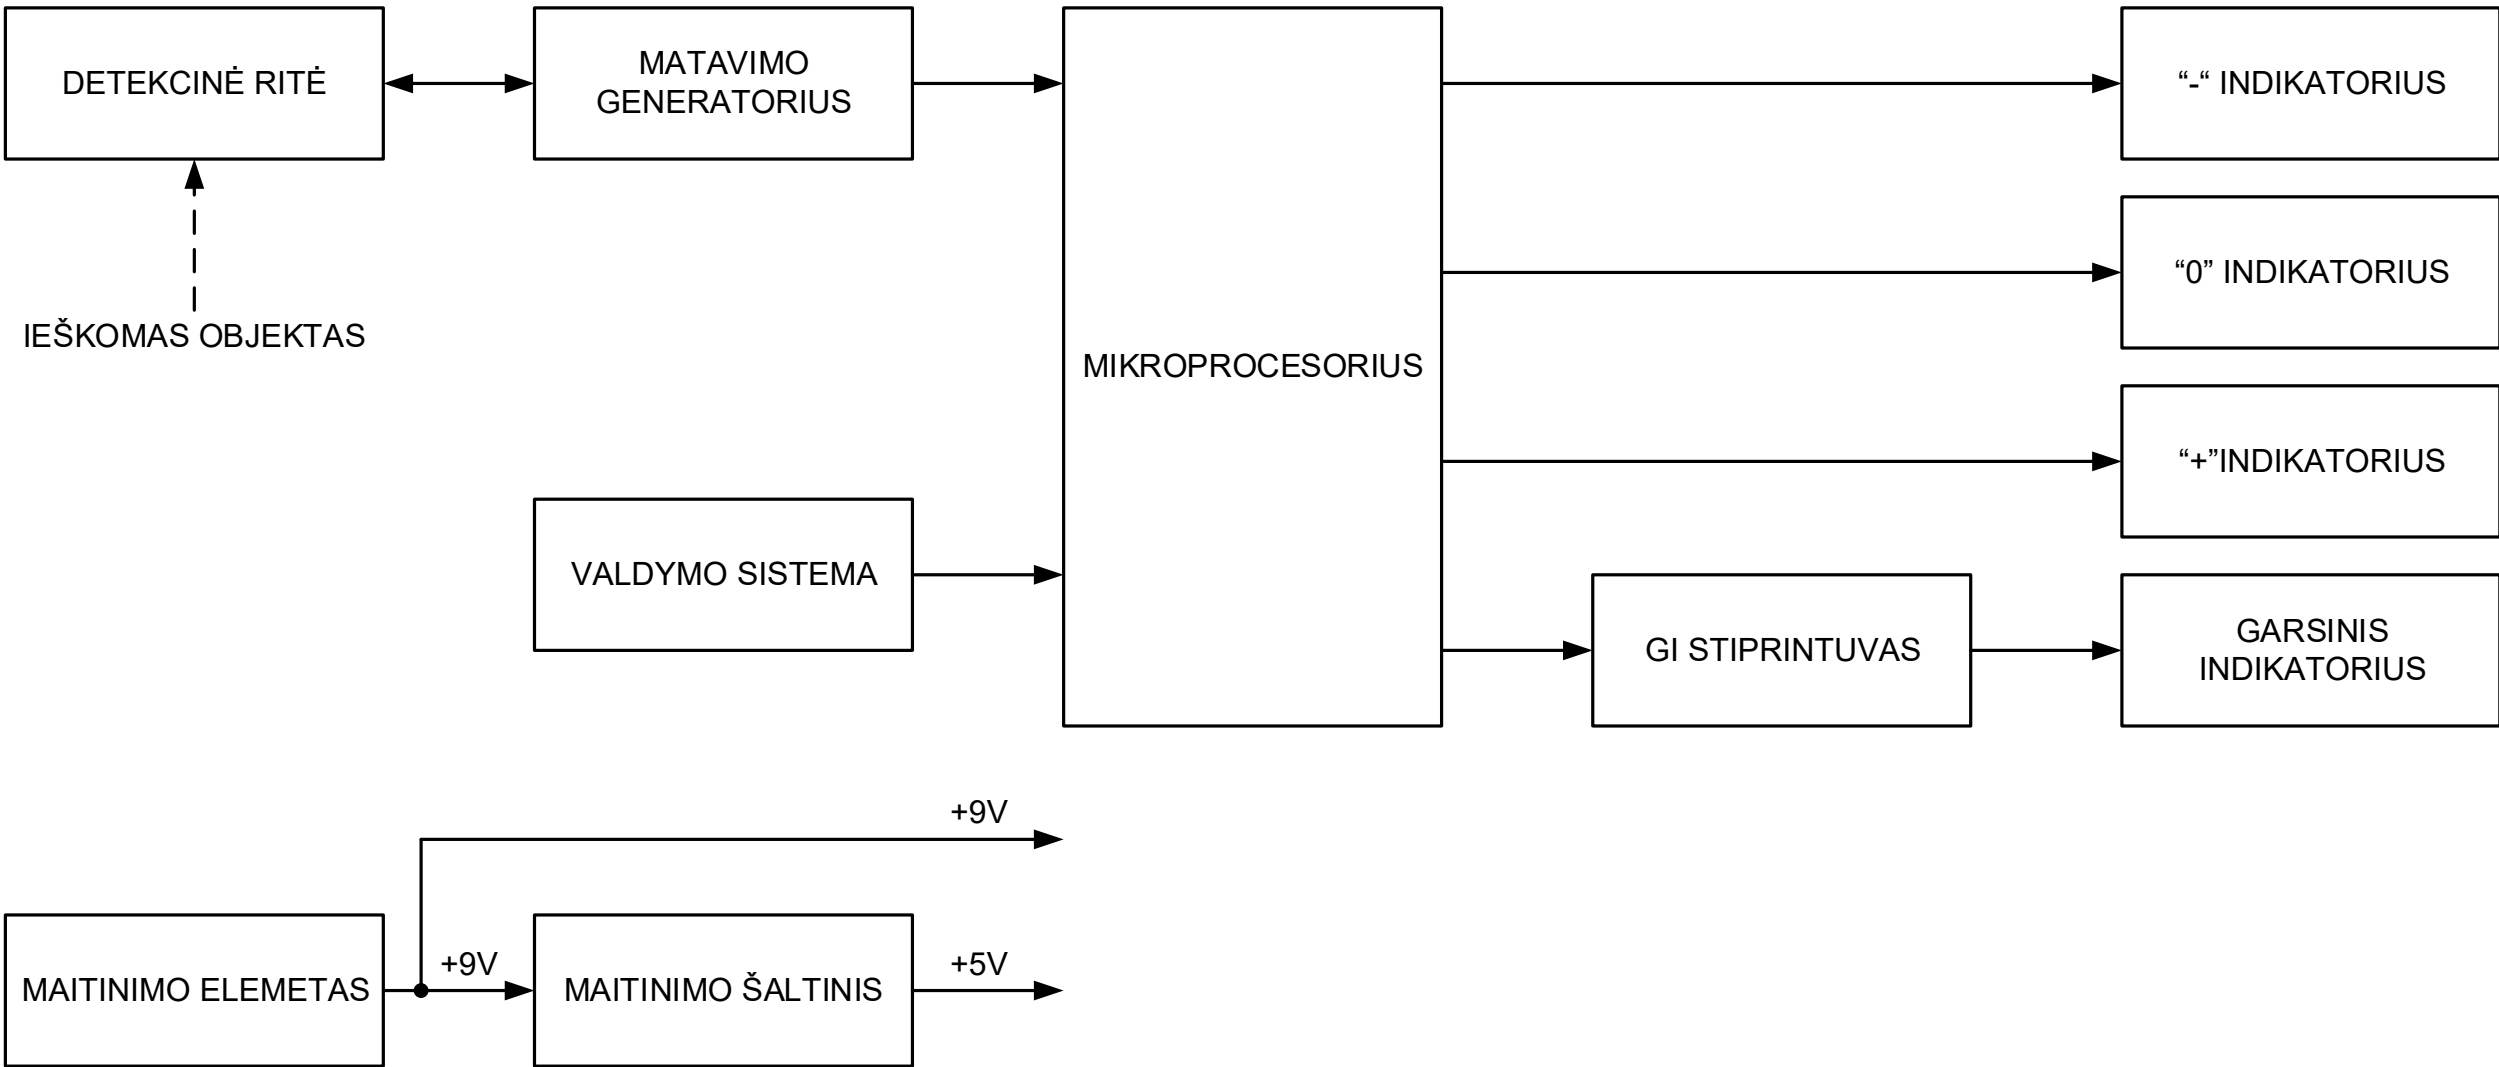 DETEKCINĖ RITĖ
MATAVIMO
GENERATORIUS
“-“ INDIKATORIUS
“0” INDIKATORIUS
IEŠKOMAS OBJEKTAS
MIKROPROCESORIUS
“+”INDIKATORIUS
VALDYMO SISTEMA
GI STIPRINTUVAS
GARSINIS
INDIKATORIUS
+9V
+9V
+5V
MAITINIMO ELEMETAS
MAITINIMO ŠALTINIS